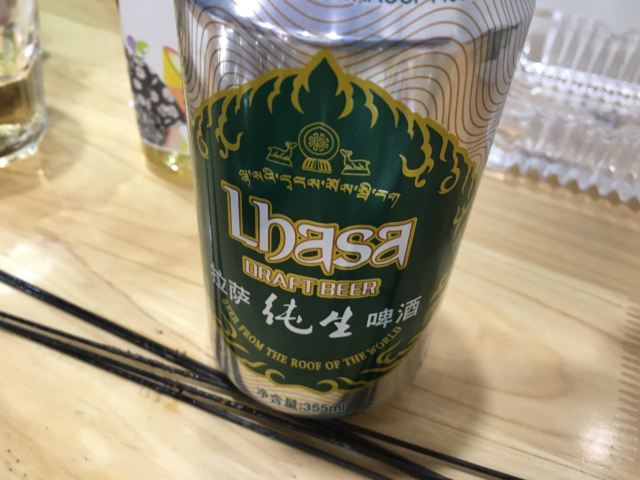 Lhasa
DRAFT BEER
拉萨 纯生 啤酒
BEER FROM THE ROOF OF THE WORLD
净含量:355ml